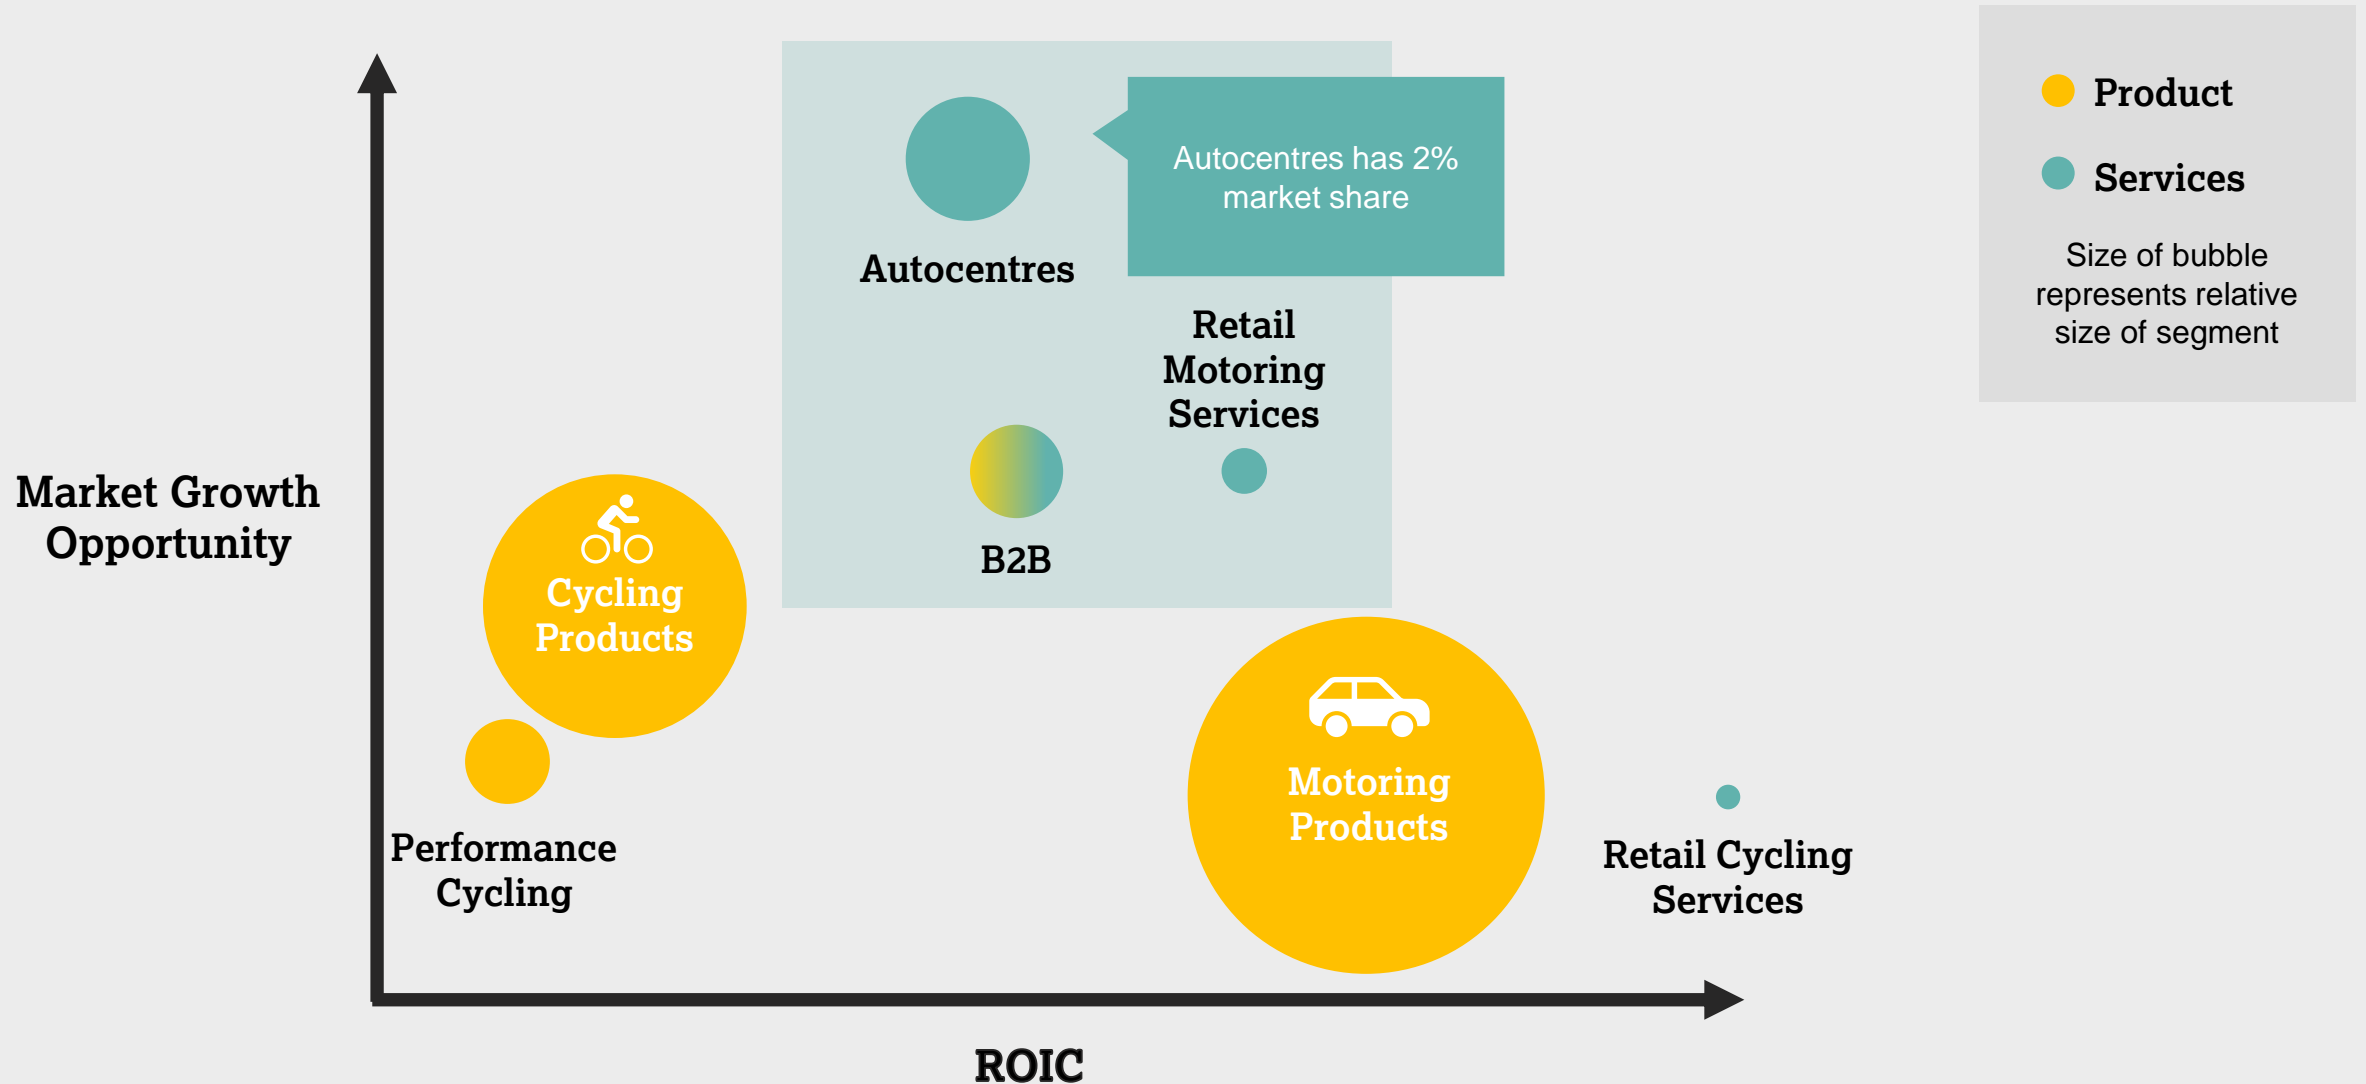 Product
Services
Size of bubble
represents relative
size of segment
Autocentres has 2%
market share
Autocentres
Retail
Motoring
Services
B2B
Market Growth
Opportunity
Cycling
Products
Performance
Cycling
Motoring
Products
Retail Cycling
Services
ROIC